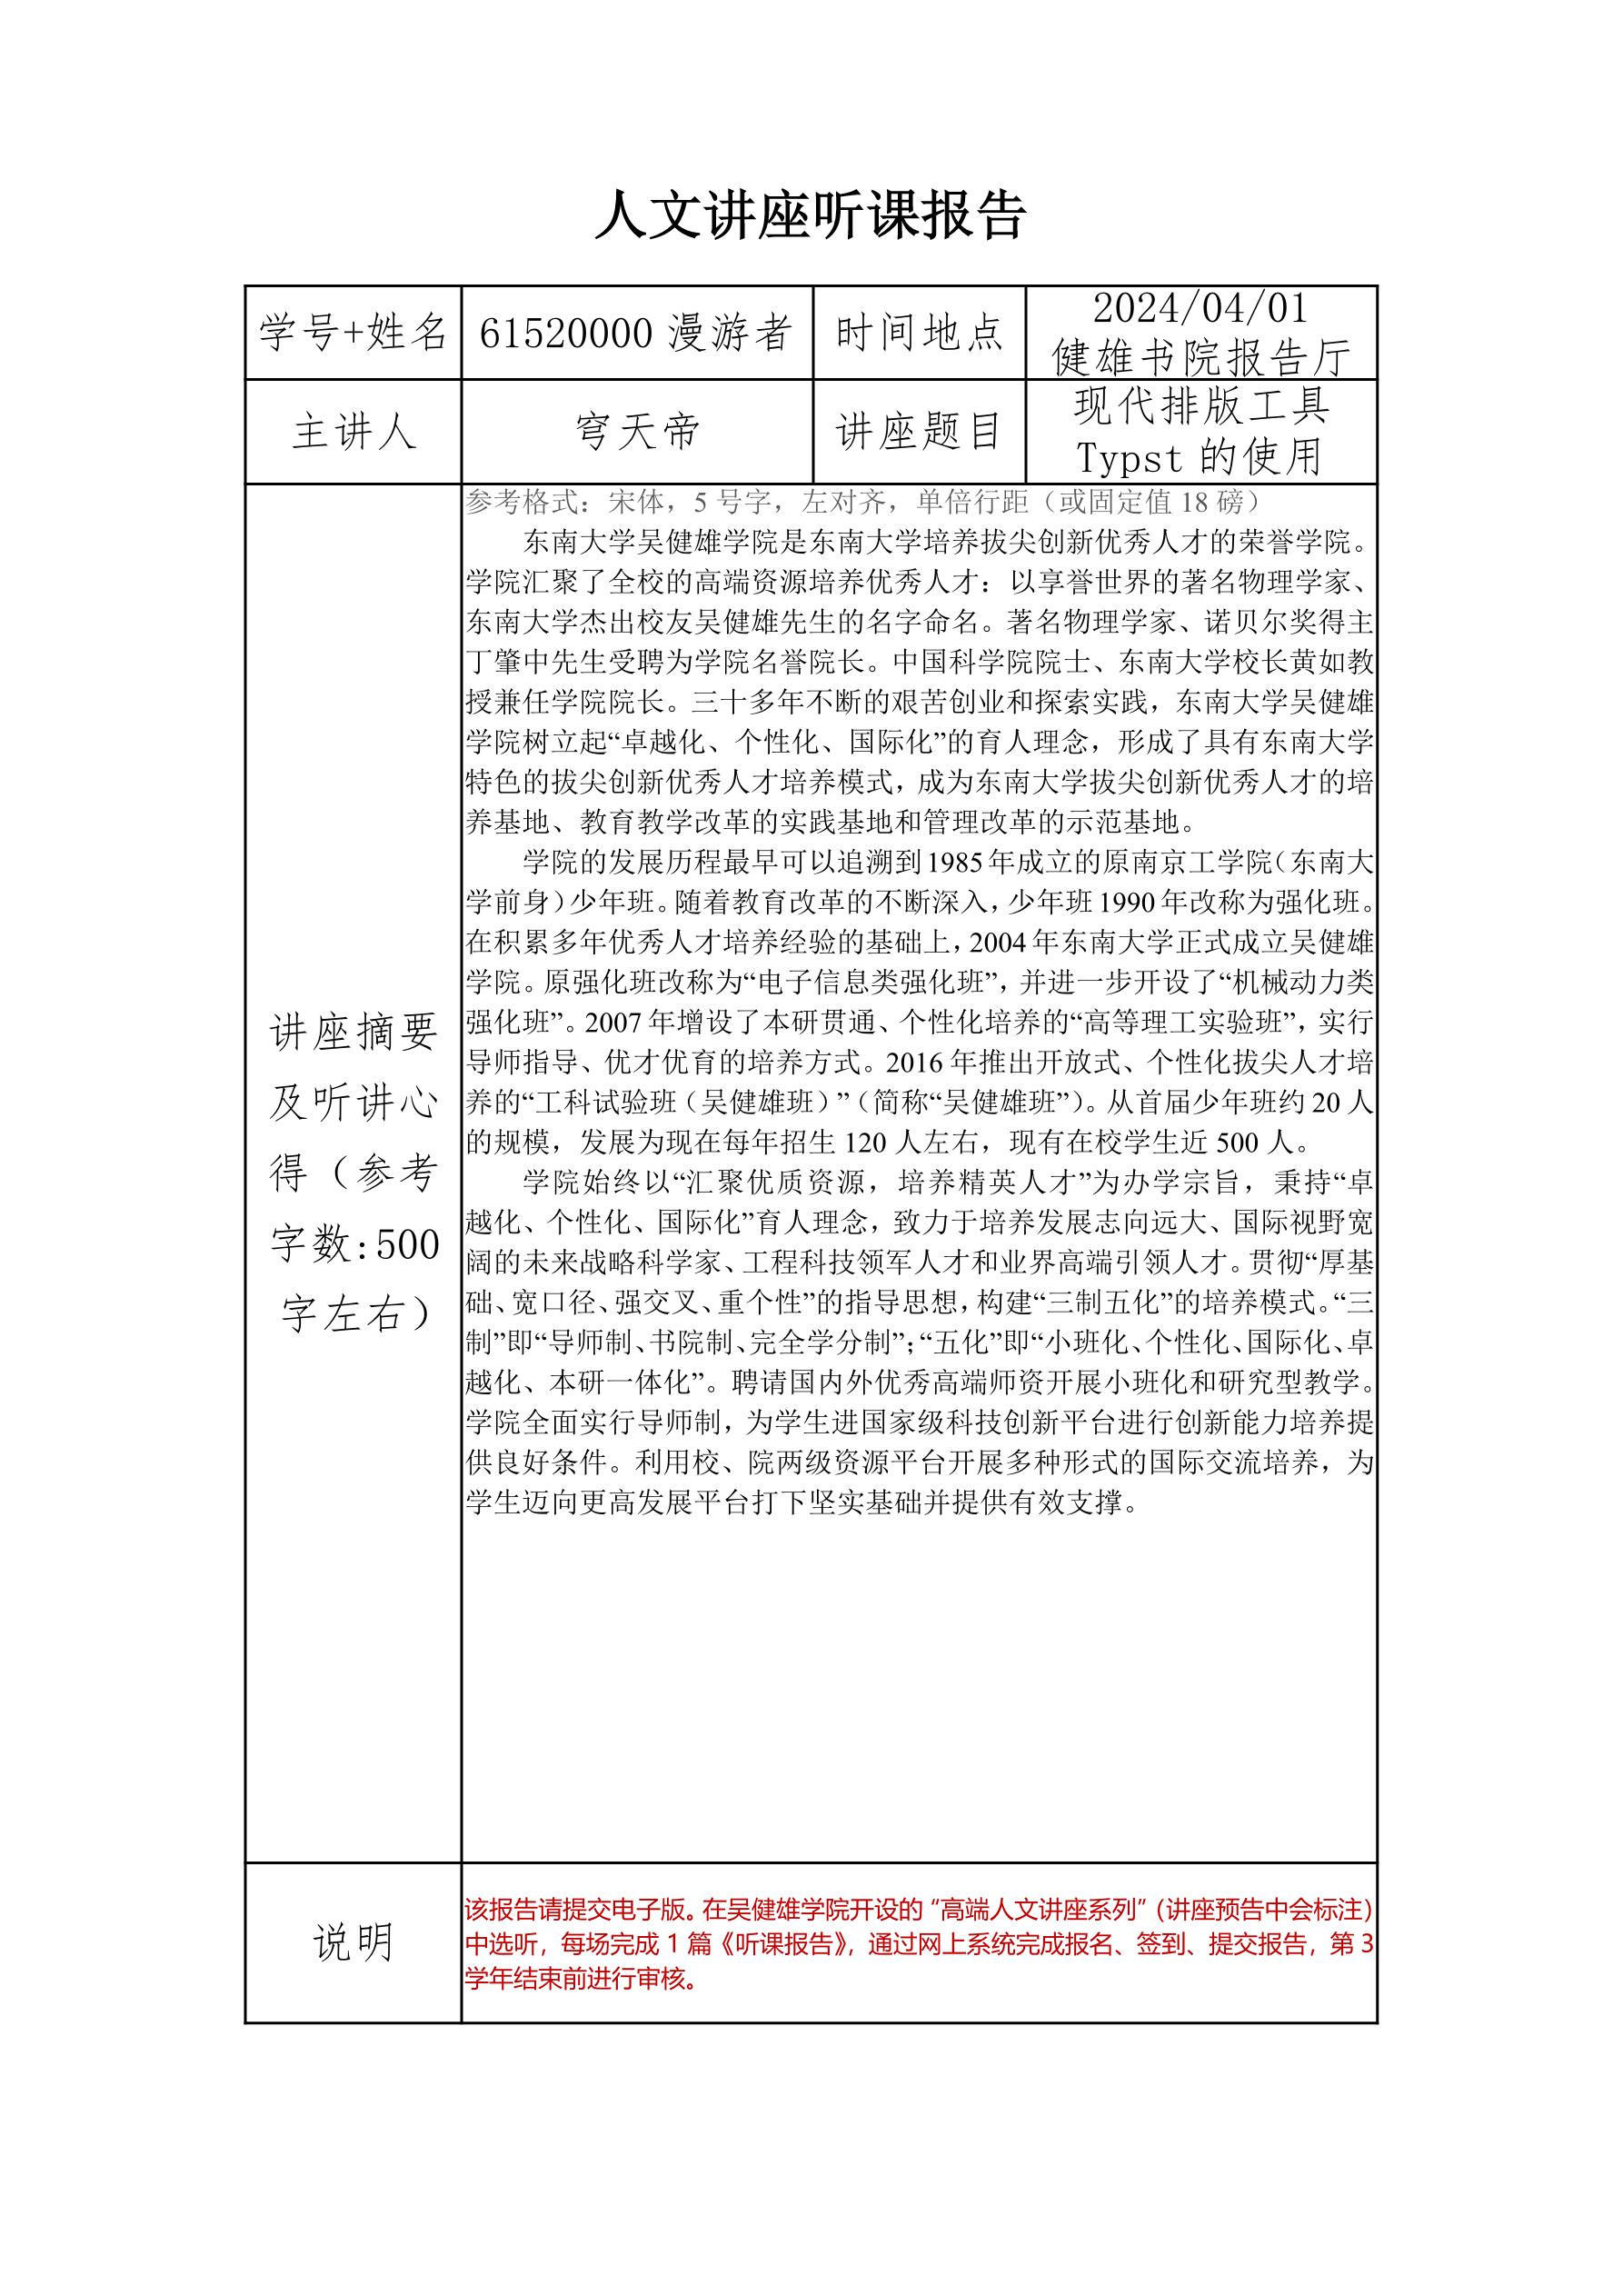 人文讲座听课报告
学号+姓名
61520000 漫游者
时间地点
2024/04/01
健雄书院报告厅
主讲人
穹天帝
讲座题目
现代排版工具
Typst 的使用
讲座摘要
及听讲心
得（参考
字数:500
字左右）
参考格式：宋体，5 号字，左对齐，单倍行距（或固定值 18 磅）
东南大学吴健雄学院是东南大学培养拔尖创新优秀人才的荣誉学院。
学院汇聚了全校的高端资源培养优秀人才：以享誉世界的著名物理学家、
东南大学杰出校友吴健雄先生的名字命名。著名物理学家、诺贝尔奖得主
丁肇中先生受聘为学院名誉院长。中国科学院院士、东南大学校长黄如教
授兼任学院院长。三十多年不断的艰苦创业和探索实践，东南大学吴健雄
学院树立起“卓越化、个性化、国际化”的育人理念，形成了具有东南大学
特色的拔尖创新优秀人才培养模式，成为东南大学拔尖创新优秀人才的培
养基地、教育教学改革的实践基地和管理改革的示范基地。
学院的发展历程最早可以追溯到 1985 年成立的原南京工学院（东南大
学前身）少年班。随着教育改革的不断深入，少年班 1990 年改称为强化班。
在积累多年优秀人才培养经验的基础上，2004 年东南大学正式成立吴健雄
学院。原强化班改称为“电子信息类强化班”，并进一步开设了“机械动力类
强化班”。2007 年增设了本研贯通、个性化培养的“高等理工实验班”，实行
导师指导、优才优育的培养方式。2016 年推出开放式、个性化拔尖人才培
养的“工科试验班（吴健雄班）”（简称“吴健雄班”）。从首届少年班约 20 人
的规模，发展为现在每年招生 120 人左右，现有在校学生近 500 人。
学院始终以“汇聚优质资源，培养精英人才”为办学宗旨，秉持“卓
越化、个性化、国际化”育人理念，致力于培养发展志向远大、国际视野宽
阔的未来战略科学家、工程科技领军人才和业界高端引领人才。贯彻“厚基
础、宽口径、强交叉、重个性”的指导思想，构建“三制五化”的培养模式。“三
制”即“导师制、书院制、完全学分制”；“五化”即“小班化、个性化、国际化、卓
越化、本研一体化”。聘请国内外优秀高端师资开展小班化和研究型教学。
学院全面实行导师制，为学生进国家级科技创新平台进行创新能力培养提
供良好条件。利用校、院两级资源平台开展多种形式的国际交流培养，为
学生迈向更高发展平台打下坚实基础并提供有效支撑。
说明
该报告请提交电子版。在吴健雄学院开设的“高端人文讲座系列”（讲座预告中会标注）
中选听，每场完成 1 篇《听课报告》，通过网上系统完成报名、签到、提交报告，第 3
学年结束前进行审核。